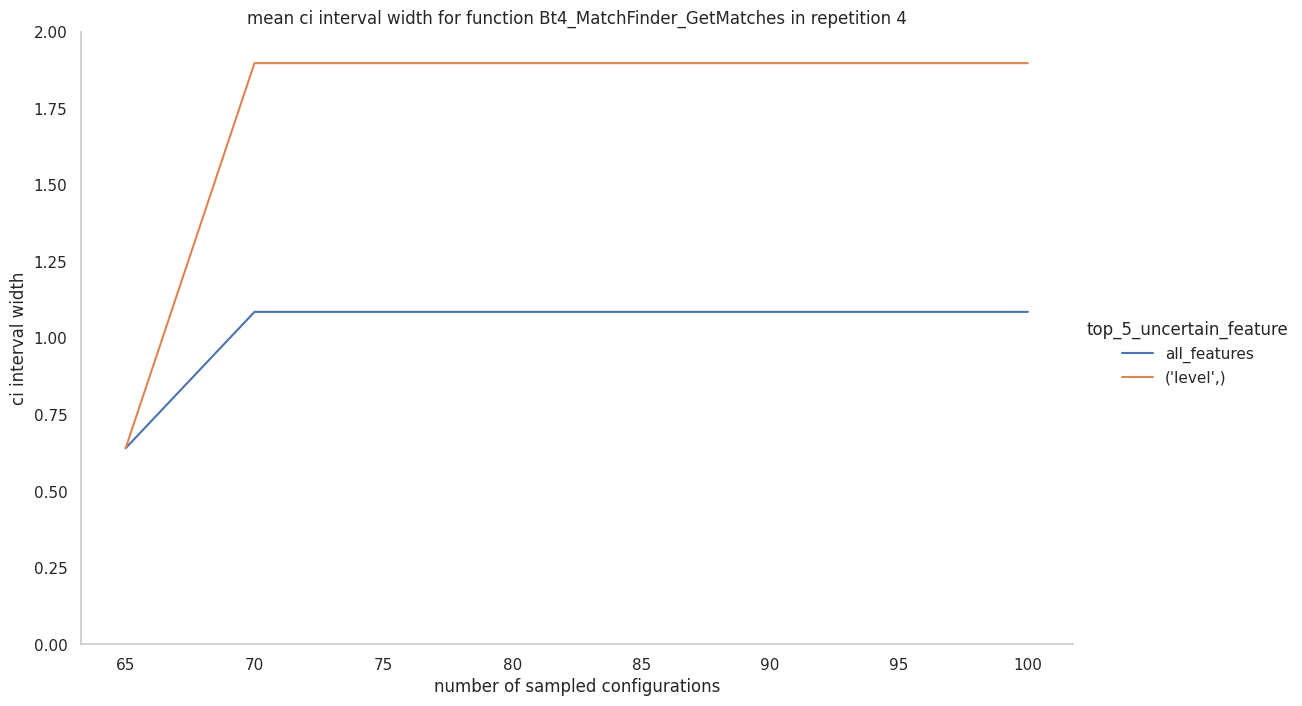 mean ci interval width for function Bt4_MatchFinder_GetMatches in repetition 4
2.00
1.75
1.50
1.25
1.00
0.75
0.50
0.25
0.00
ci interval width
65 70 75 80 85 90 95 100
number of sampled configurations
top_5_uncertain_feature
all_features
('level',)